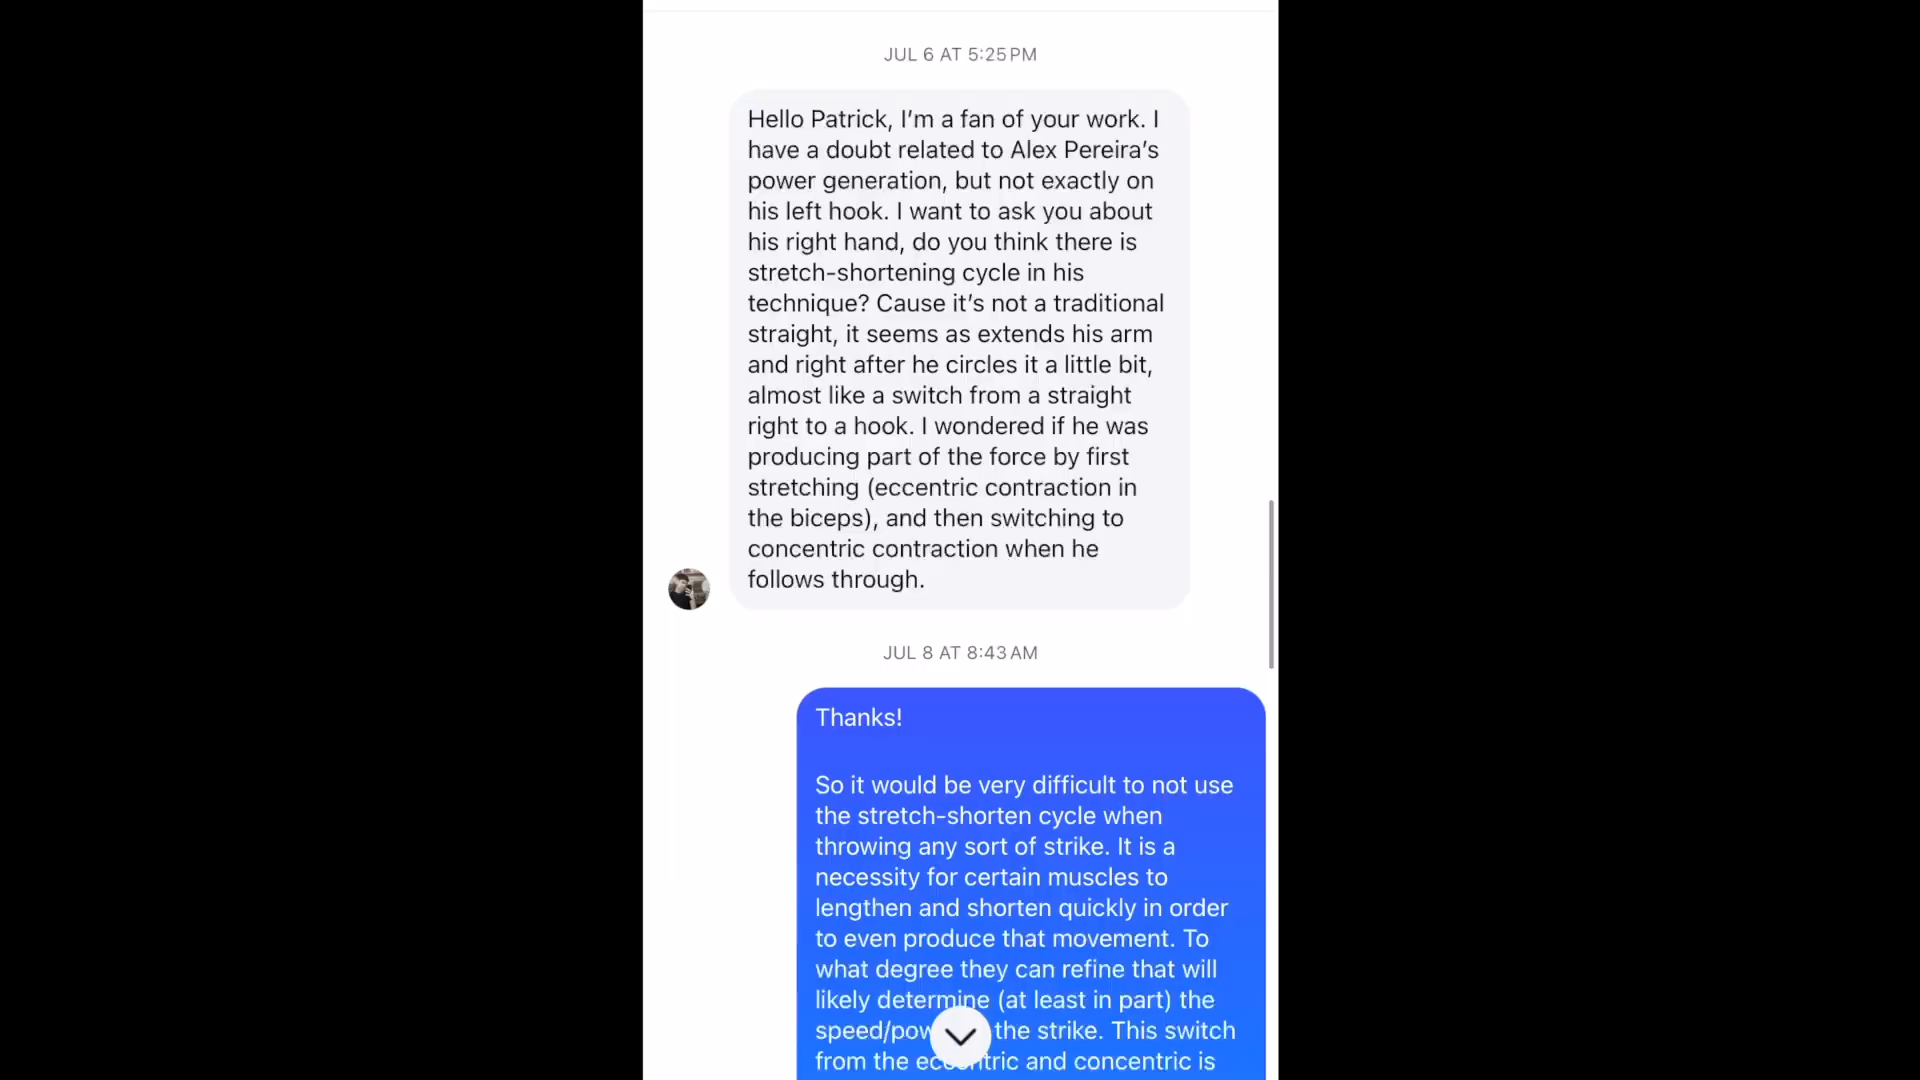 JUL 6 AT 5:25 PM
Hello Patrick, I’m a fan of your work. I
have a doubt related to Alex Pereira’s
power generation, but not exactly on
his left hook. I want to ask you about
his right hand, do you think there is
stretch-shortening cycle in his
technique? Cause it’s not a traditional
straight, it seems as extends his arm
and right after he circles it a little bit,
almost like a switch from a straight
right to a hook. I wondered if he was
producing part of the force by first
stretching (eccentric contraction in
the biceps), and then switching to
concentric contraction when he
follows through.
JUL 8 AT 8:43 AM
Thanks!
So it would be very difficult to not use
the stretch-shorten cycle when
throwing any sort of strike. It is a
necessity for certain muscles to
lengthen and shorten quickly in order
to even produce that movement. To
what degree they can refine that will
likely determine (at least in part) the
the strike. This switch
from the and concentric is